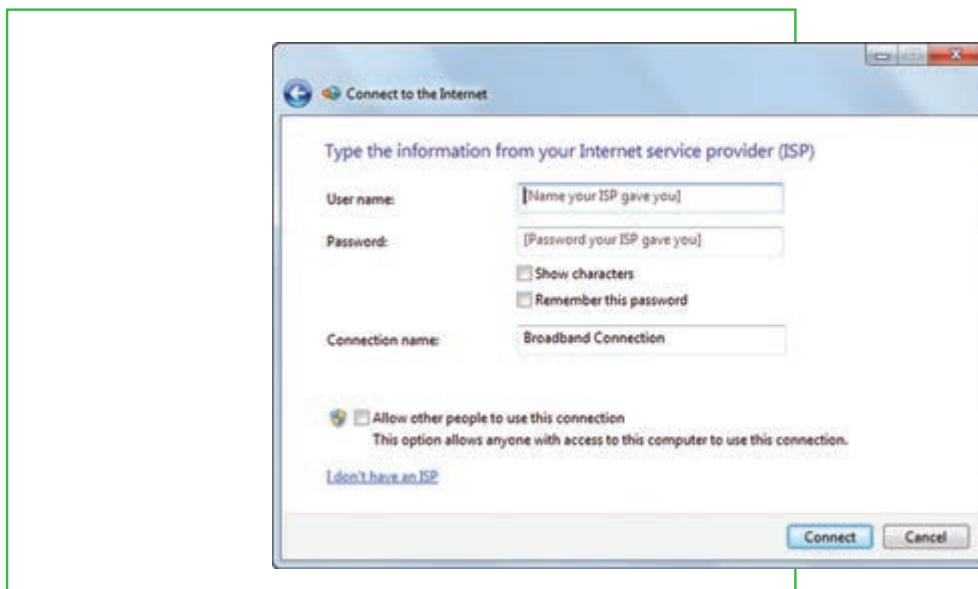 Connect to the Internet
Type the information from your Internet service provider (ISP)
User name:
[Name your ISP gave you]
Password:
[Password your ISP gave you]
Show characters
Remember this password
Connection name:
Broadband Connection
Allow other people to use this connection
This option allows anyone with access to this computer to use this connection.
I don't have an ISP
Connect
Cancel